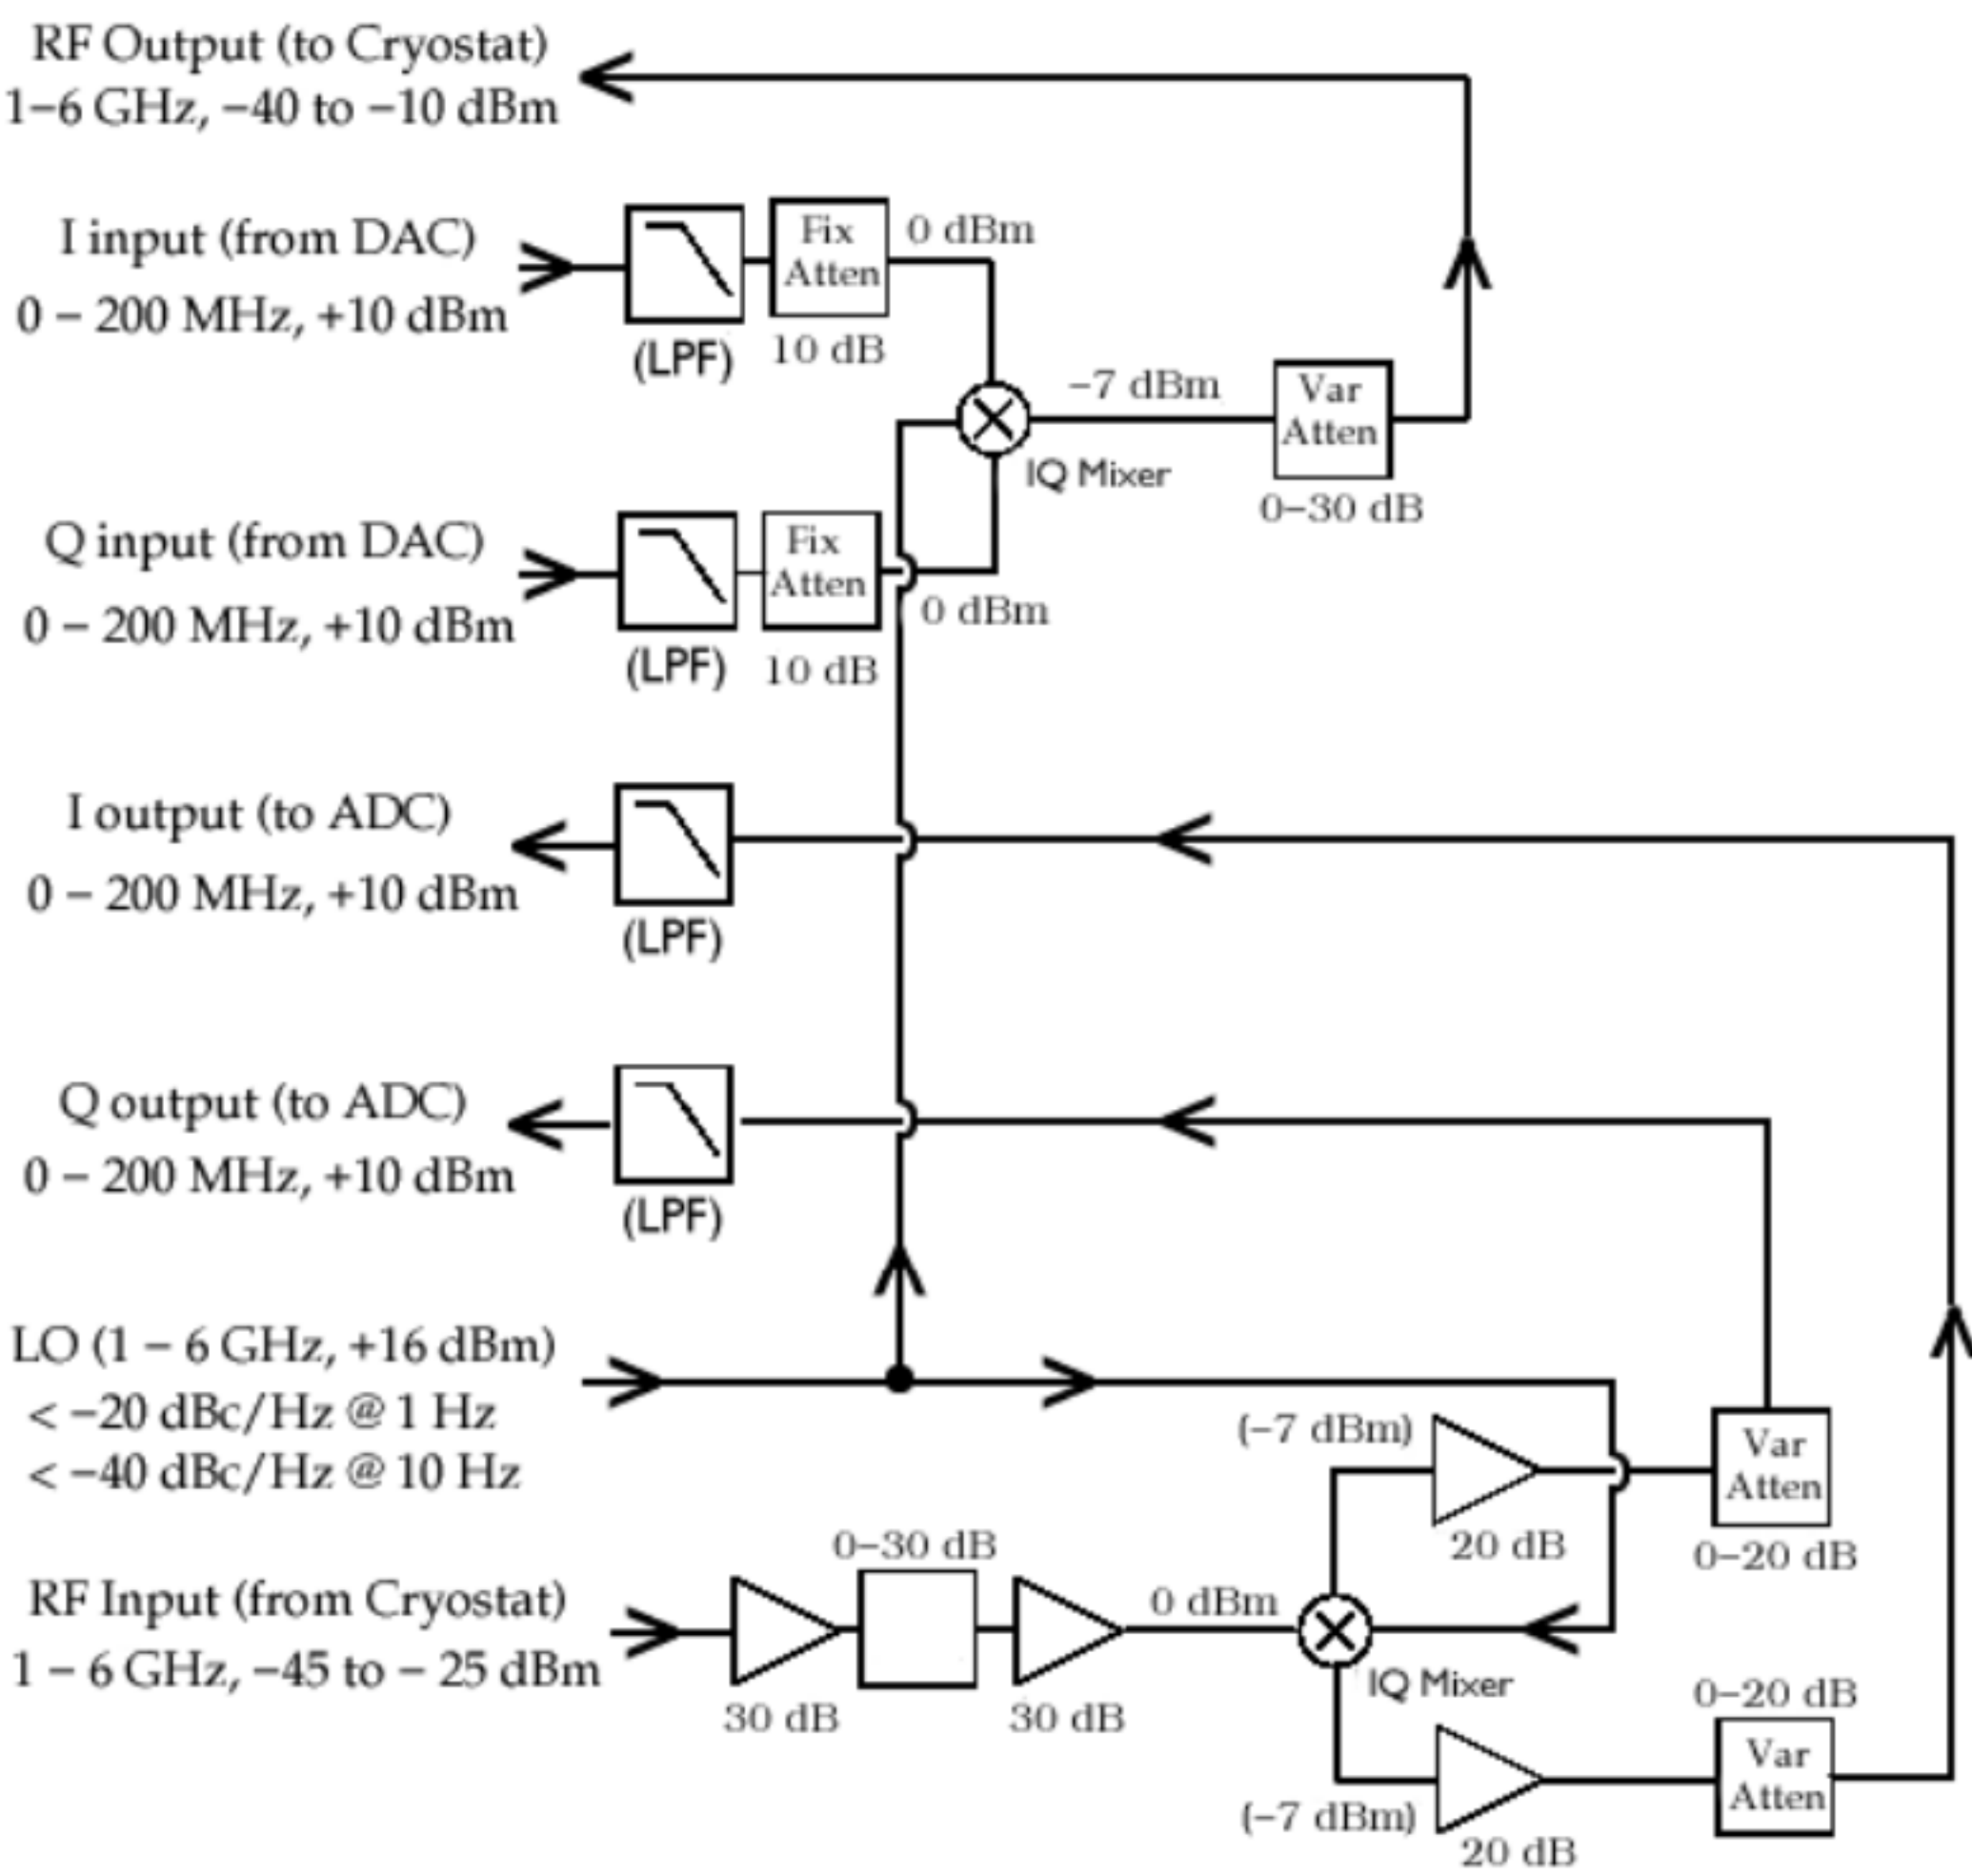 RF Output (to Cryostat)
1−6 GHz, −40 to −10 dBm
I input (from DAC)
0 − 200 MHz, +10 dBm
(LPF)
Fix
Atten
10 dB
0 dBm
IQ Mixer
−7 dBm
Var
Atten
0−30 dB
Q input (from DAC)
0 − 200 MHz, +10 dBm
(LPF)
Fix
Atten
10 dB
0 dBm
I output (to ADC)
0 − 200 MHz, +10 dBm
(LPF)
Q output (to ADC)
0 − 200 MHz, +10 dBm
(LPF)
LO (1 − 6 GHz, +16 dBm)
< −20 dBc/Hz @ 1 Hz
< −40 dBc/Hz @ 10 Hz
(−7 dBm)
20 dB
Var
Atten
0−20 dB
RF Input (from Cryostat)
1 − 6 GHz, −45 to − 25 dBm
30 dB
0−30 dB
30 dB
0 dBm
IQ Mixer
0−20 dB
Var
Atten
(−7 dBm)
20 dB